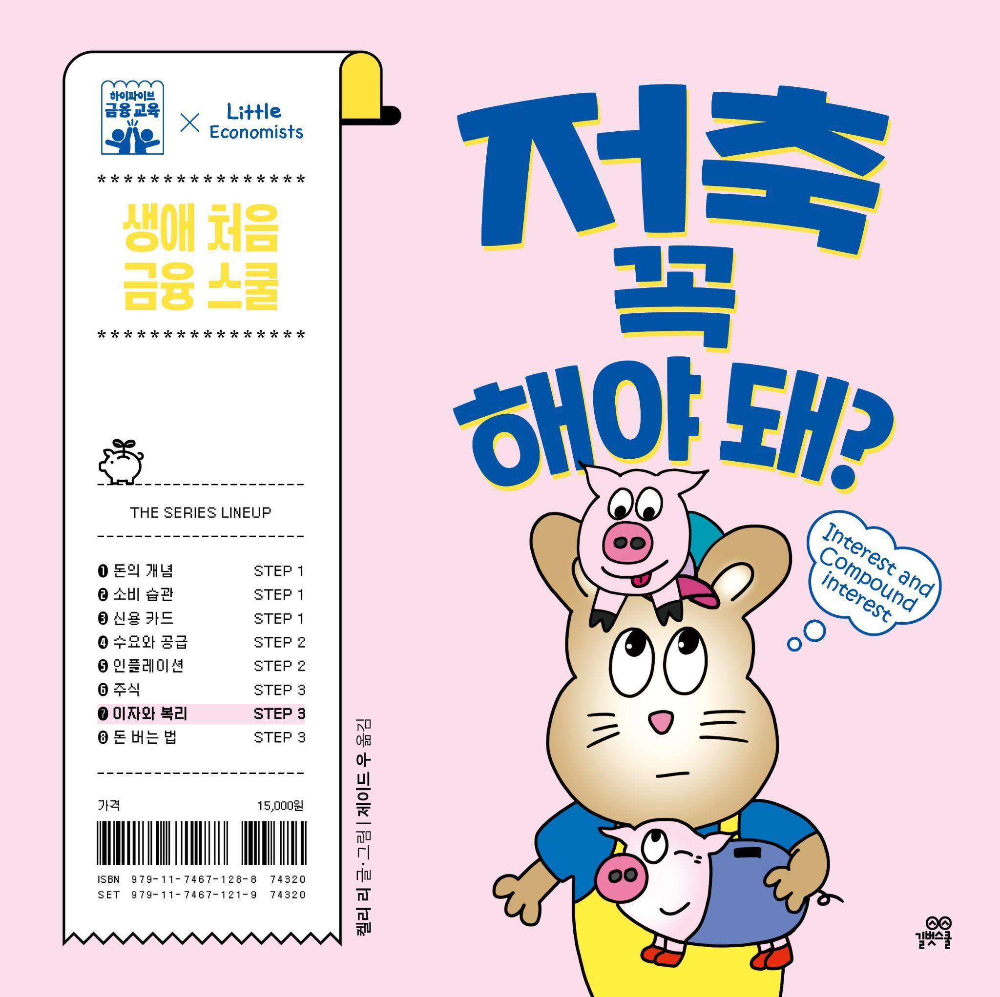 하이파이브
금융 교육
×
Little
Economists
****************
생애 처음
금융 스쿨
****************
THE SERIES LINEUP
❶ 돈의 개념 STEP 1
❷ 소비 습관 STEP 1
❸ 신용 카드 STEP 1
❹ 수요와 공급 STEP 2
❺ 인플레이션 STEP 2
❻ 주식 STEP 3
❼ 이자와 복리 STEP 3
❽ 돈 버는 법 STEP 3
가격 15,000원
ISBN 979-11-7467-128-8 74320
SET 979-11-7467-121-9 74320
켈리 리 글·그림 | 제이드 우 옮김
저축
꼭
해야 돼?
Interest and
Compound
interest
길벗스쿨